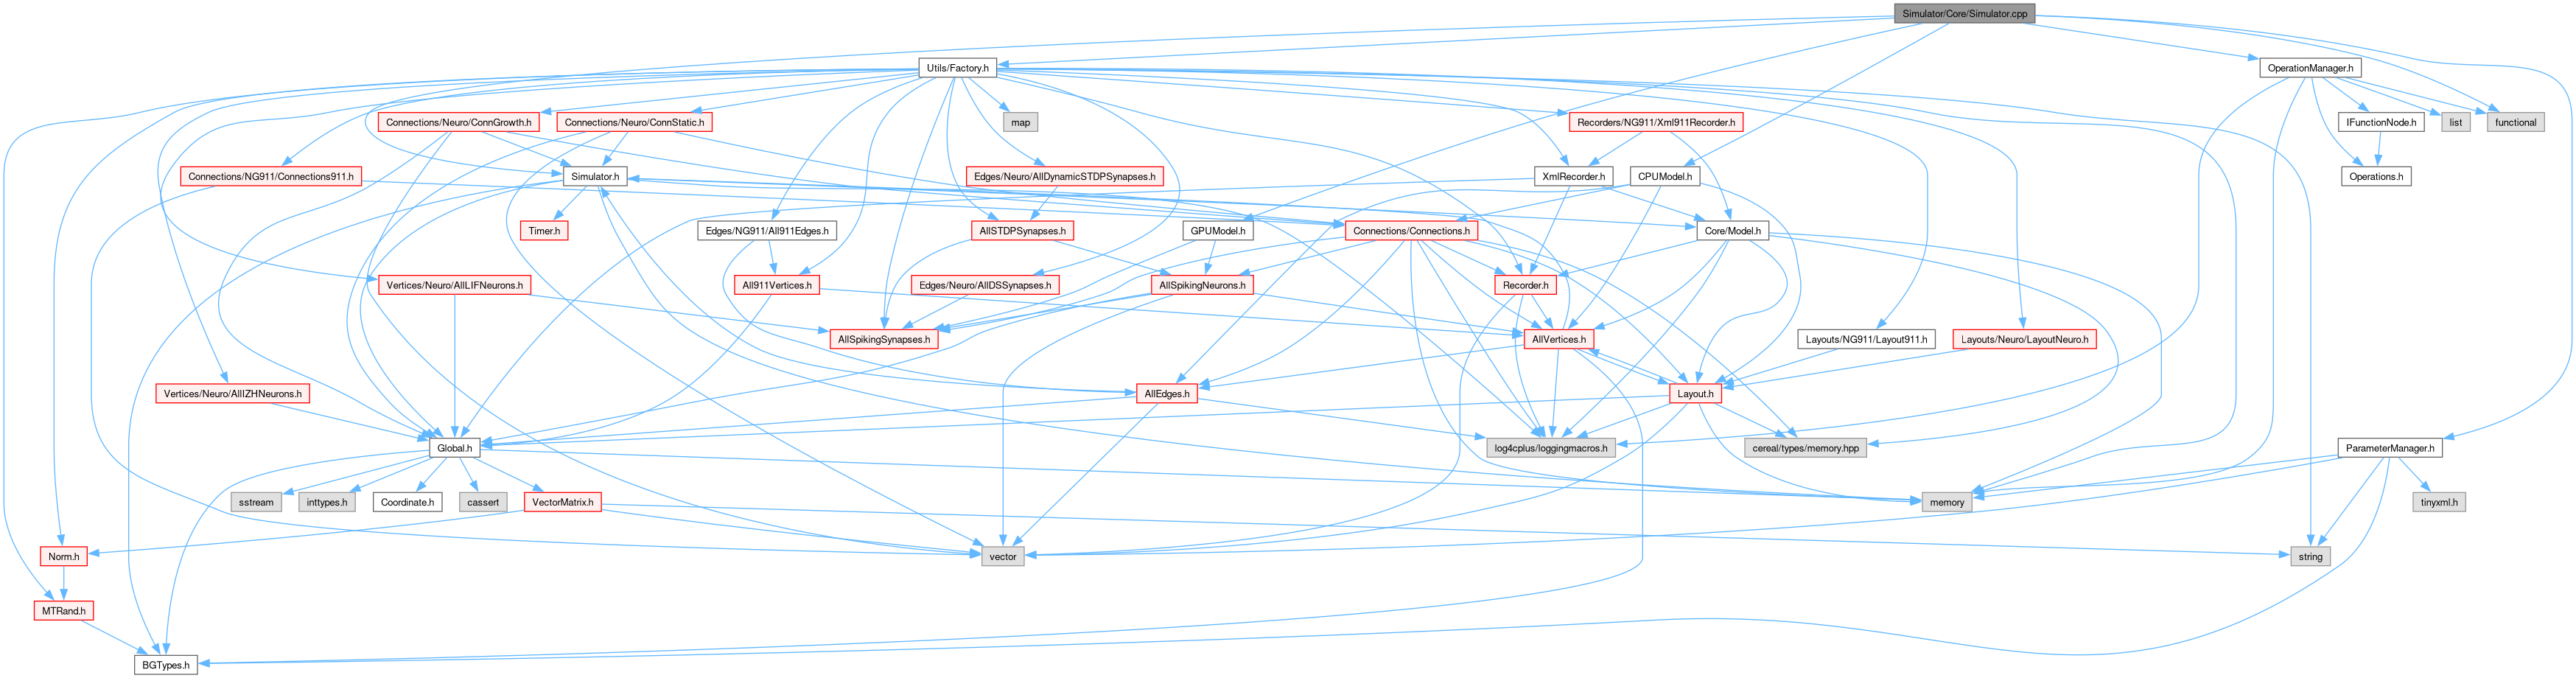 Simulator/Core/Simulator.cpp
Utils/Factory.h
OperationManager.h
Connections/Neuro/ConnGrowth.h
Connections/Neuro/ConnStatic.h
map
Recorders/NG911/Xml911Recorder.h
IFunctionNode.h
list
functional
Connections/NG911/Connections911.h
Simulator.h
Edges/Neuro/AllDynamicSTDPSynapses.h
XmlRecorder.h
CPUModel.h
Operations.h
Timer.h
Edges/NG911/All911Edges.h
AllSTDPSynapses.h
GPUModel.h
Connections/Connections.h
Core/Model.h
Vertices/Neuro/AllLIFNeurons.h
All911Vertices.h
Edges/Neuro/AllDSSynapses.h
AllSpikingNeurons.h
Recorder.h
AllSpikingSynapses.h
AllVertices.h
Layouts/NG911/Layout911.h
Layouts/Neuro/LayoutNeuro.h
Vertices/Neuro/AllIZHNeurons.h
AllEdges.h
Layout.h
Global.h
log4cplus/loggingmacros.h
cereal/types/memory.hpp
ParameterManager.h
sstream
inttypes.h
Coordinate.h
cassert
VectorMatrix.h
memory
tinyxml.h
Norm.h
vector
string
MTRand.h
BGTypes.h